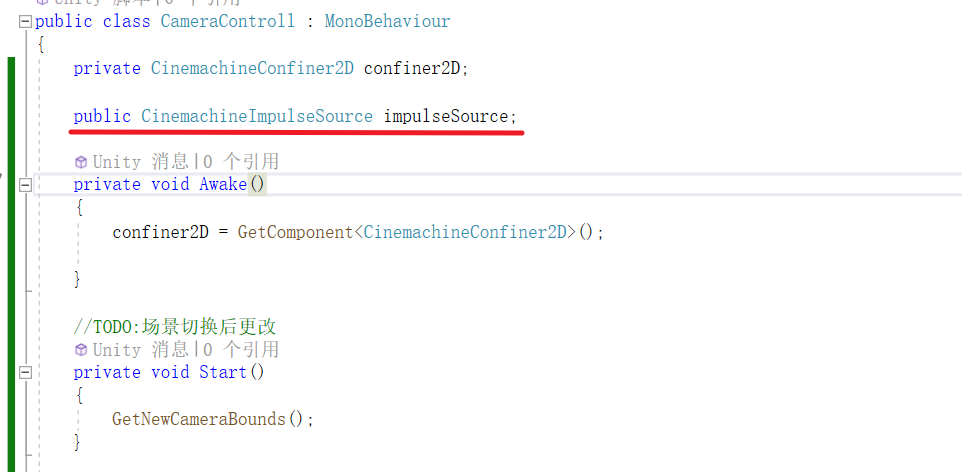 Unity 脚本|0 个引用
public class CameraControll : MonoBehaviour
{
private CinemachineConfiner2D confiner2D;
public CinemachineImpulseSource impulseSource;
Unity 消息|0 个引用
private void Awake()
{
confiner2D = GetComponent<CinemachineConfiner2D>();
}
//TODO:场景切换后更改
Unity 消息|0 个引用
private void Start()
{
GetNewCameraBounds();
}